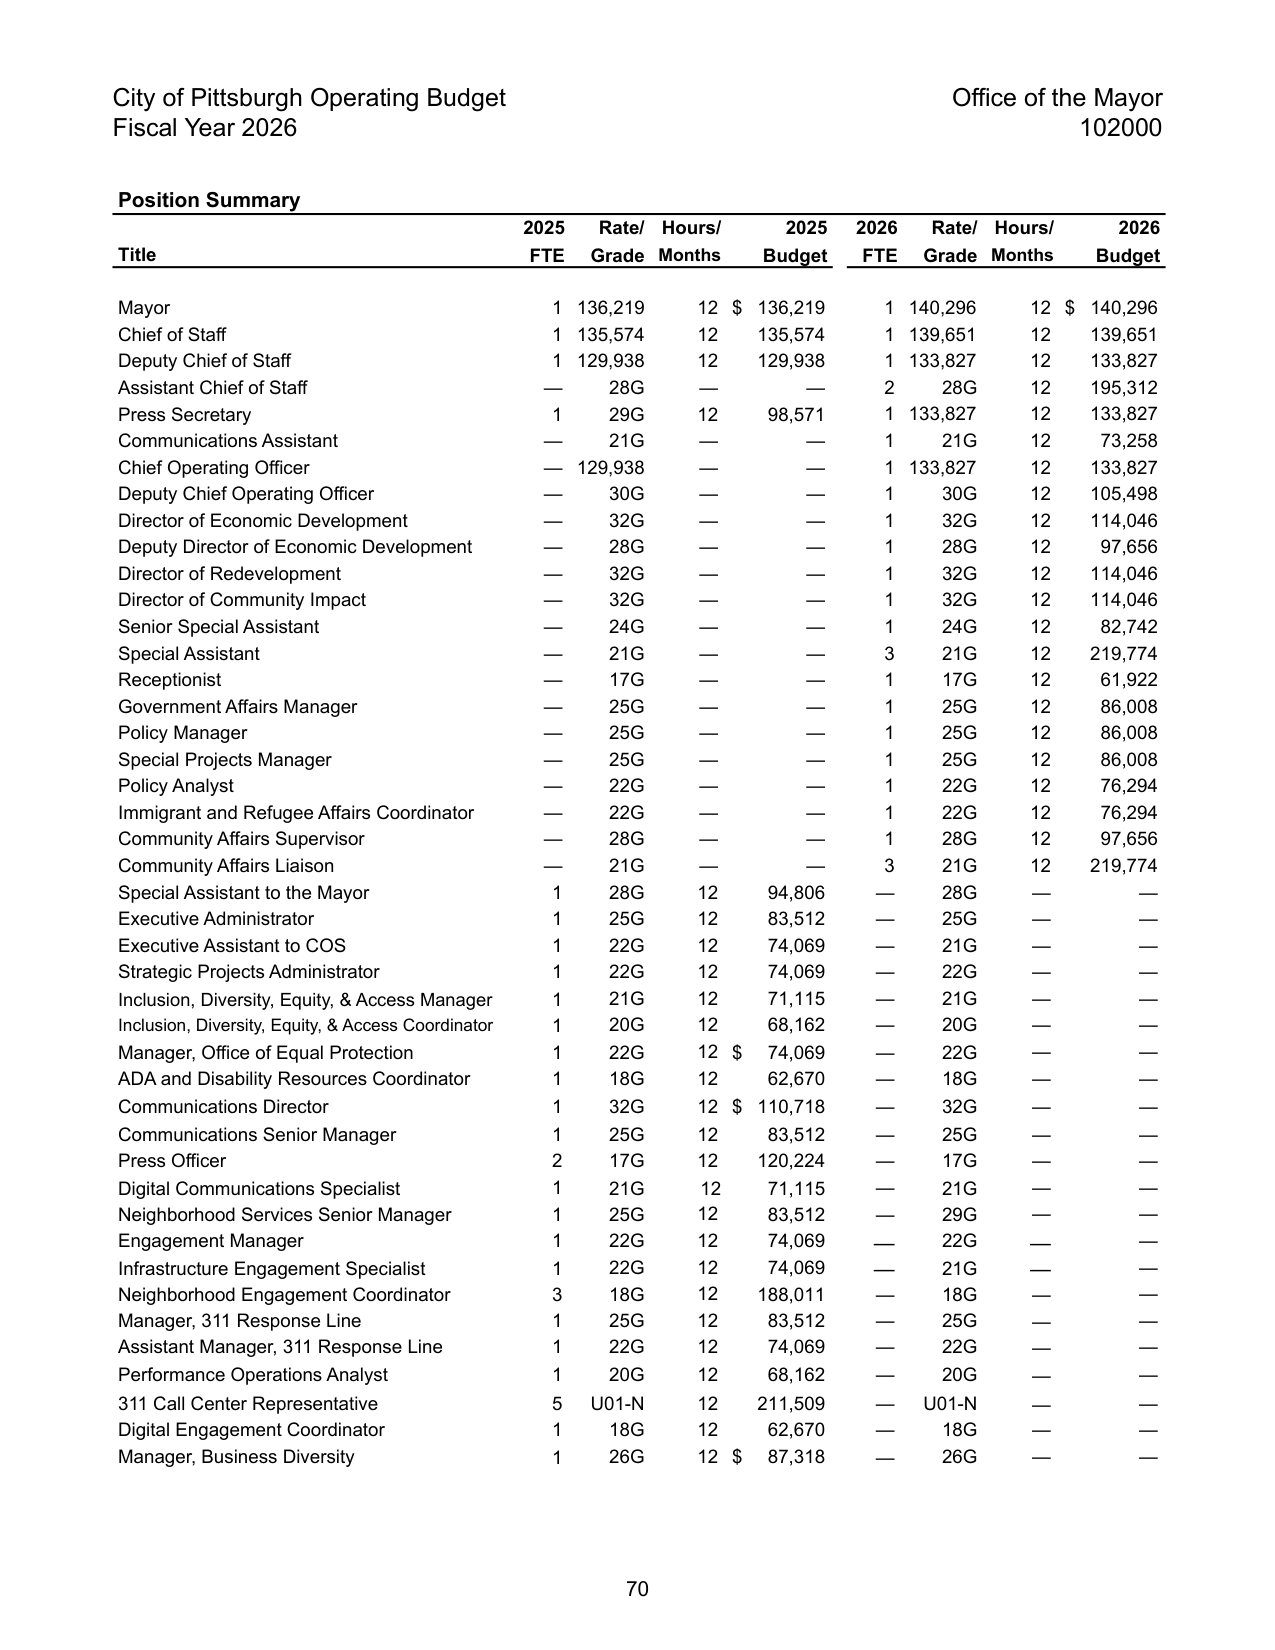 City of Pittsburgh Operating Budget Office of the Mayor
Fiscal Year 2026 102000
Position Summary
2025 Rate/ Hours/ 2025 2026 Rate/ Hours/ 2026
Title FTE Grade Months Budget FTE Grade Months Budget
Mayor 1 136,219 12 $ 136,219 1 140,296 12 $ 140,296
Chief of Staff 1 135,574 12 135,574 1 139,651 12 139,651
Deputy Chief of Staff 1 129,938 12 129,938 1 133,827 12 133,827
Assistant Chief of Staff — 28G — — 2 28G 12 195,312
Press Secretary 1 29G 12 98,571 1 133,827 12 133,827
Communications Assistant — 21G — — 1 21G 12 73,258
Chief Operating Officer — 129,938 — — 1 133,827 12 133,827
Deputy Chief Operating Officer — 30G — — 1 30G 12 105,498
Director of Economic Development — 32G — — 1 32G 12 114,046
Deputy Director of Economic Development — 28G — — 1 28G 12 97,656
Director of Redevelopment — 32G — — 1 32G 12 114,046
Director of Community Impact — 32G — — 1 32G 12 114,046
Senior Special Assistant — 24G — — 1 24G 12 82,742
Special Assistant — 21G — — 3 21G 12 219,774
Receptionist — 17G — — 1 17G 12 61,922
Government Affairs Manager — 25G — — 1 25G 12 86,008
Policy Manager — 25G — — 1 25G 12 86,008
Special Projects Manager — 25G — — 1 25G 12 86,008
Policy Analyst — 22G — — 1 22G 12 76,294
Immigrant and Refugee Affairs Coordinator — 22G — — 1 22G 12 76,294
Community Affairs Supervisor — 28G — — 1 28G 12 97,656
Community Affairs Liaison — 21G — — 3 21G 12 219,774
Special Assistant to the Mayor 1 28G 12 94,806 — 28G — —
Executive Administrator 1 25G 12 83,512 — 25G — —
Executive Assistant to COS 1 22G 12 74,069 — 21G — —
Strategic Projects Administrator 1 22G 12 74,069 — 22G — —
Inclusion, Diversity, Equity, & Access Manager 1 21G 12 71,115 — 21G — —
Inclusion, Diversity, Equity, & Access Coordinator 1 20G 12 68,162 — 20G — —
Manager, Office of Equal Protection 1 22G 12 $ 74,069 — 22G — —
ADA and Disability Resources Coordinator 1 18G 12 62,670 — 18G — —
Communications Director 1 32G 12 $ 110,718 — 32G — —
Communications Senior Manager 1 25G 12 83,512 — 25G — —
Press Officer 2 17G 12 120,224 — 17G — —
Digital Communications Specialist 1 21G 12 71,115 — 21G — —
Neighborhood Services Senior Manager 1 25G 12 83,512 — 29G — —
Engagement Manager 1 22G 12 74,069 — 22G — —
Infrastructure Engagement Specialist 1 22G 12 74,069 — 21G — —
Neighborhood Engagement Coordinator 3 18G 12 188,011 — 18G — —
Manager, 311 Response Line 1 25G 12 83,512 — 25G — —
Assistant Manager, 311 Response Line 1 22G 12 74,069 — 22G — —
Performance Operations Analyst 1 20G 12 68,162 — 20G — —
311 Call Center Representative 5 U01-N 12 211,509 — U01-N — —
Digital Engagement Coordinator 1 18G 12 62,670 — 18G — —
Manager, Business Diversity 1 26G 12 $ 87,318 — 26G — —
70